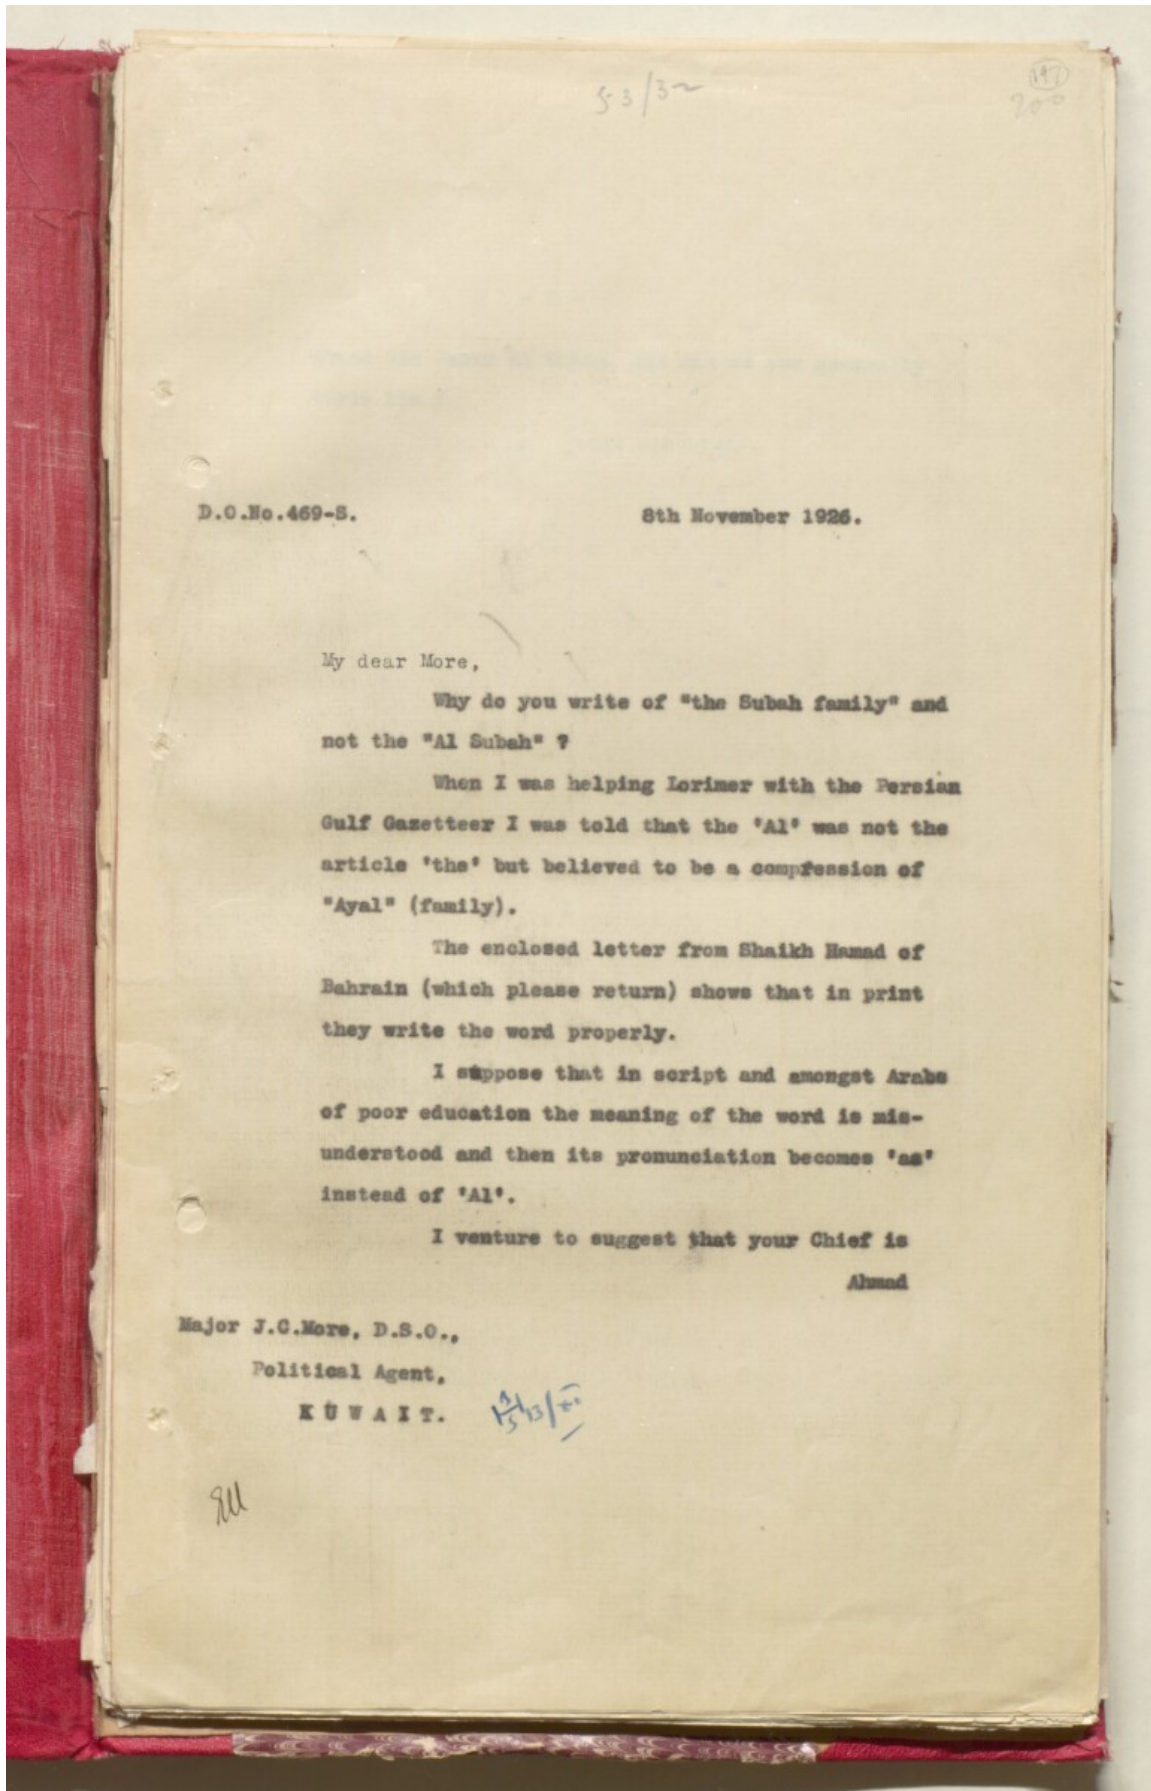 53/32
197
200
D.O.No.469-S. 8th November 1926.
My dear More,
Why do you write of "the Subah family" and
not the "Al Subah" ?
When I was helping Lorimer with the Persian
Gulf Gazetteer I was told that the 'Al' was not the
article 'the' but believed to be a compression of
"Ayal" (family).
The enclosed letter from Shaikh Hamad of
Bahrain (which please return) shows that in print
they write the word properly.
I suppose that in script and amongst Arabs
of poor education the meaning of the word is mis-
understood and then its pronunciation becomes 'as'
instead of 'Al'.
I venture to suggest that your Chief is
Ahmad
Major J.C.More, D.S.O.,
Political Agent,
KUWAIT.